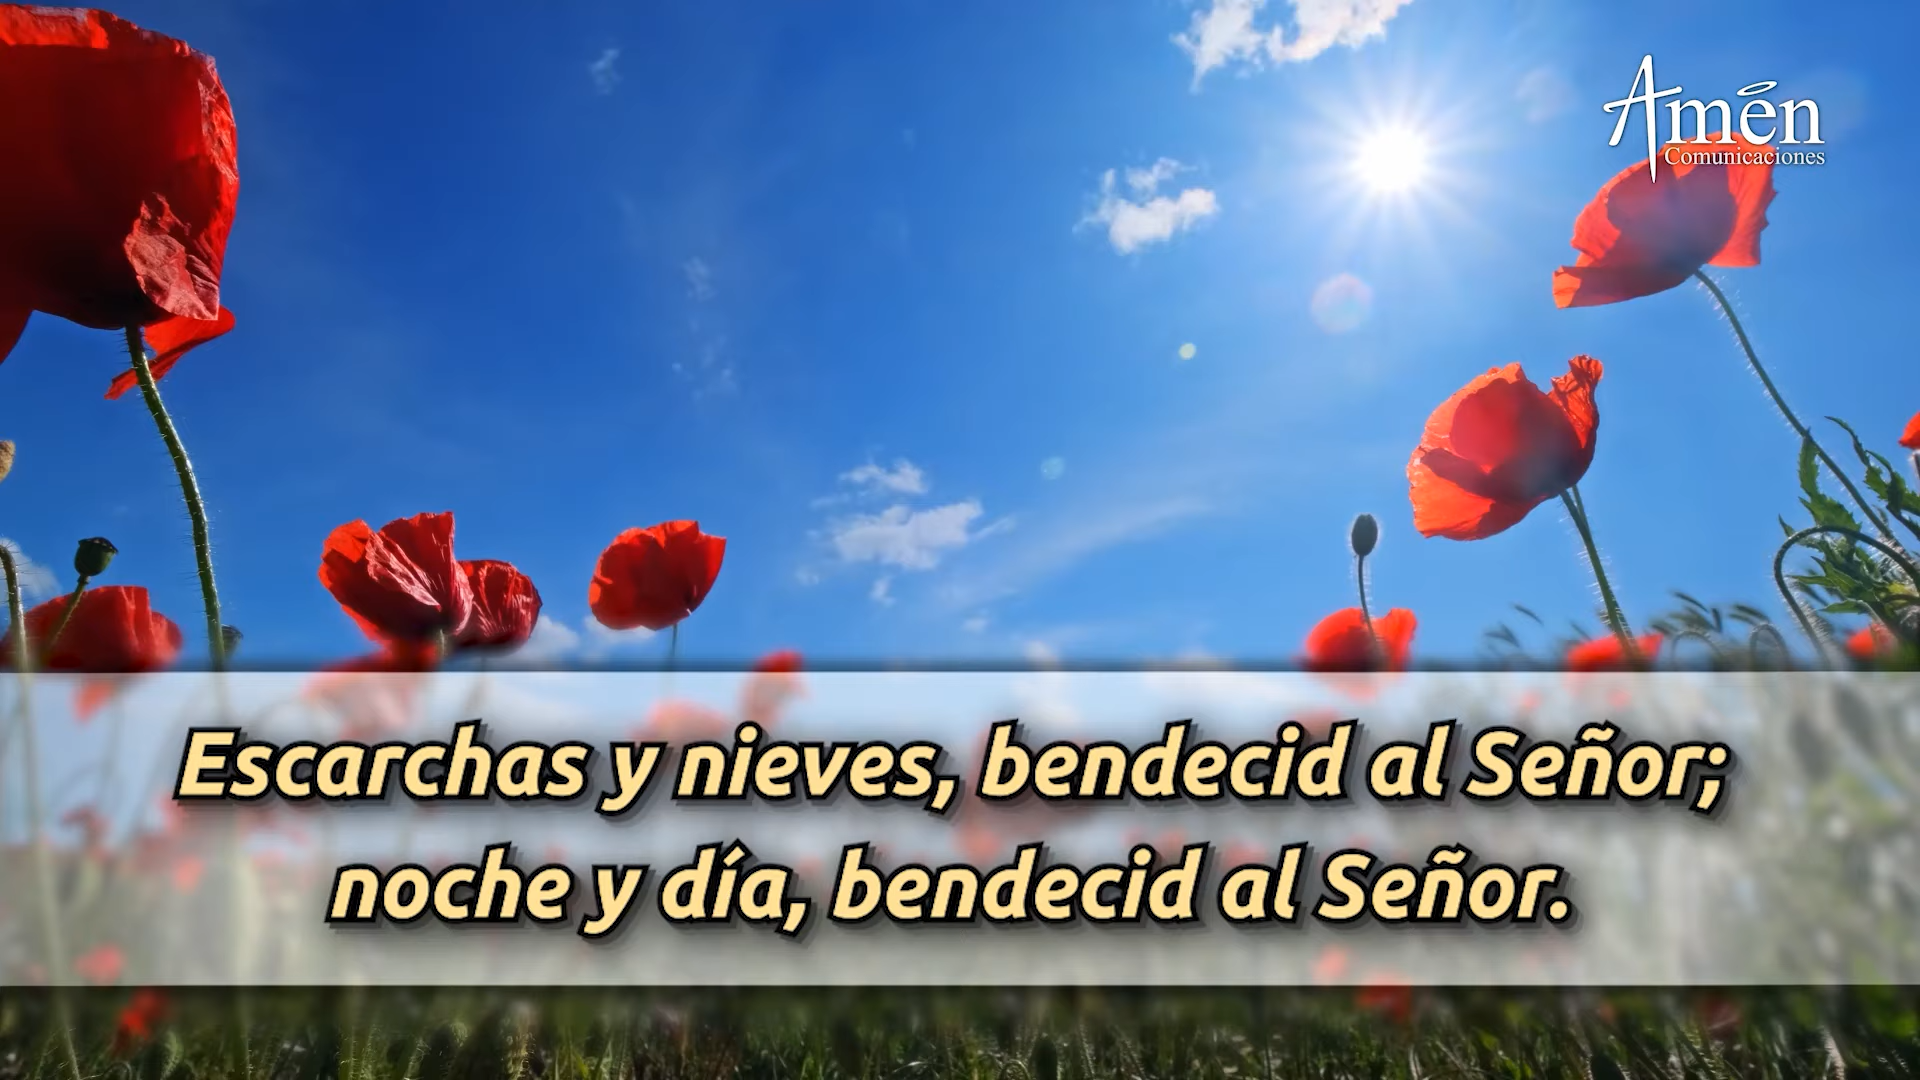 Amén
Comunicaciones
Escarchas y nieves, bendecid al Señor;
noche y día, bendecid al Señor.